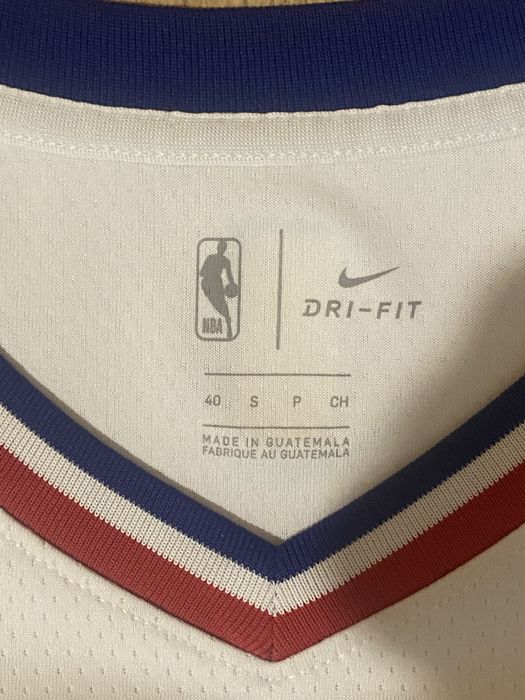 NBA
DRI-FIT
40 S P CH
MADE IN GUATEMALA
FABRIQUE AU GUATEMALA